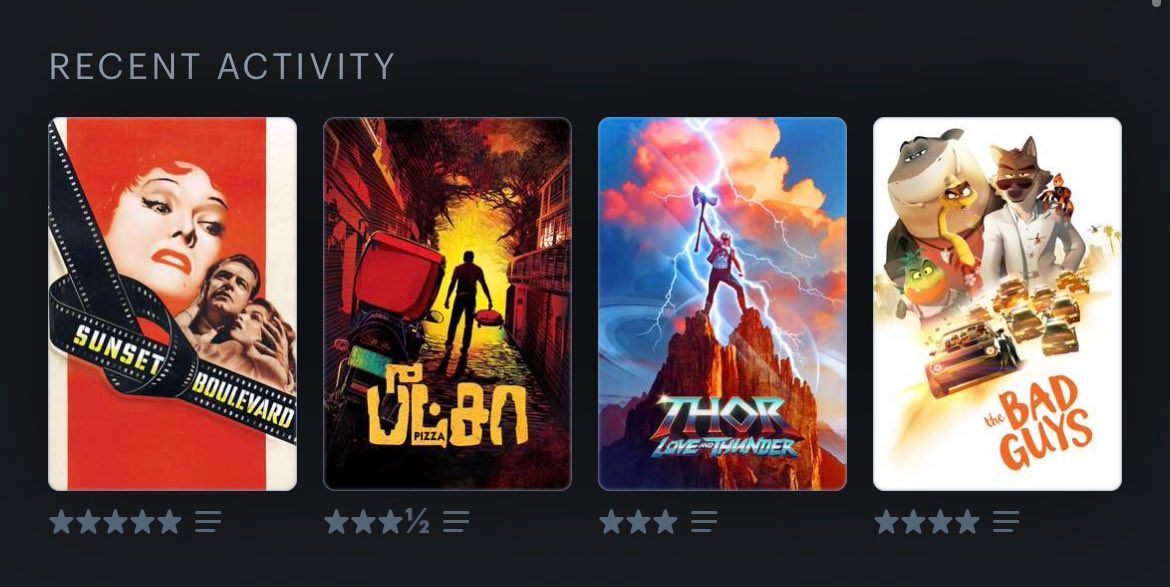 RECENT ACTIVITY
SUNSET
BOULEVARD
பீட்சா
PIZZA
THOR
LOVE AND THUNDER
the BAD
GUYS
★★★★★
★★★½
★★★
★★★★